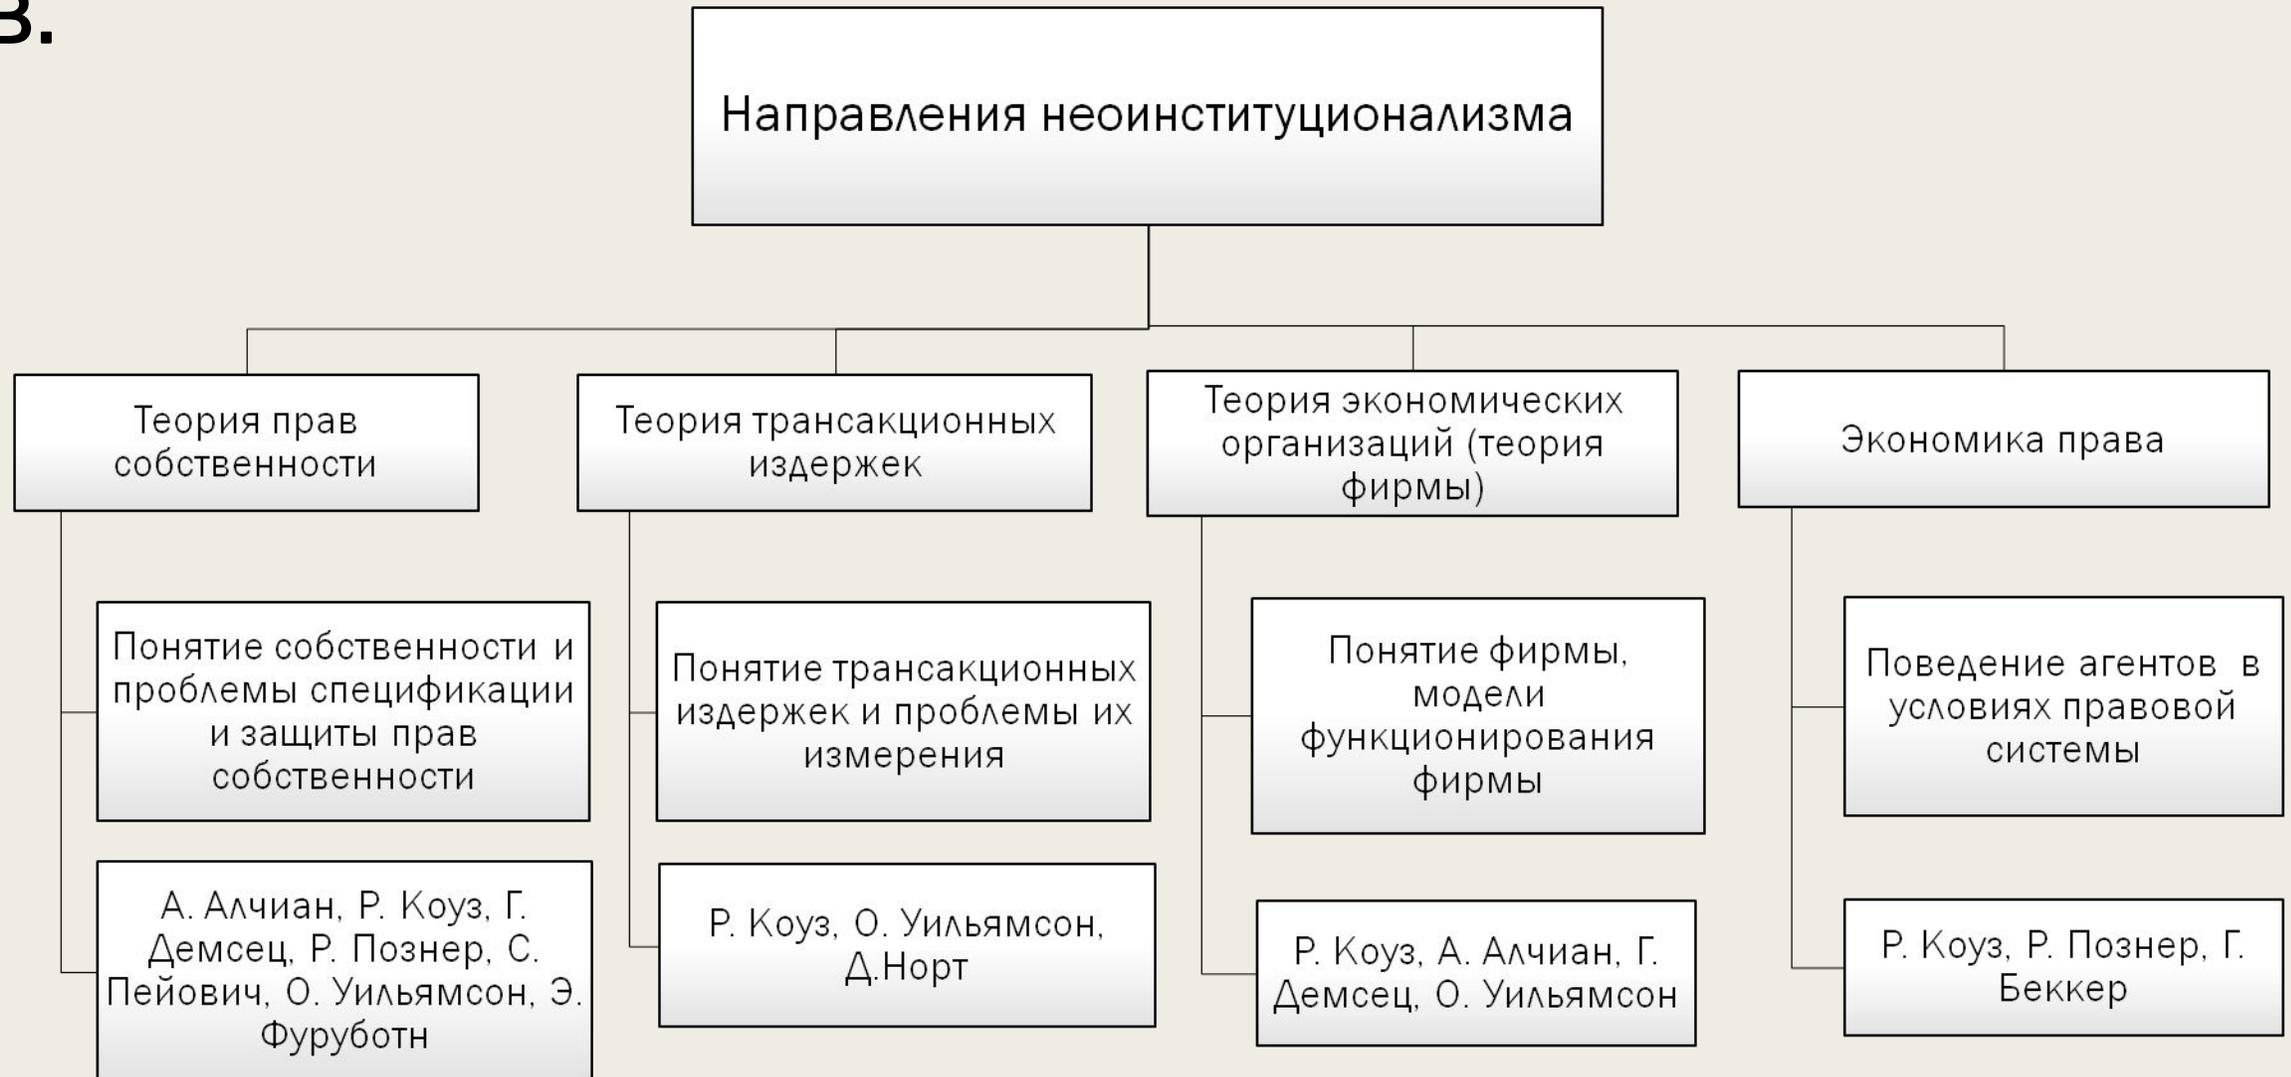 в.
Направления неоинституционализма
Теория прав
собственности
Теория трансакционных
издержек
Теория экономических
организаций (теория
фирмы)
Экономика права
Понятие собственности и
проблемы спецификации
и защиты прав
собственности
Понятие трансакционных
издержек и проблемы их
измерения
Понятие фирмы,
модели
функционирования
фирмы
Поведение агентов в
условиях правовой
системы
А. Алчиан, Р. Коуз, Г.
Демсец, Р. Познер, С.
Пейович, О. Уильямсон, Э.
Фуруботн
Р. Коуз, О. Уильямсон,
Д.Норт
Р. Коуз, А. Алчиан, Г.
Демсец, О. Уильямсон
Р. Коуз, Р. Познер, Г.
Беккер